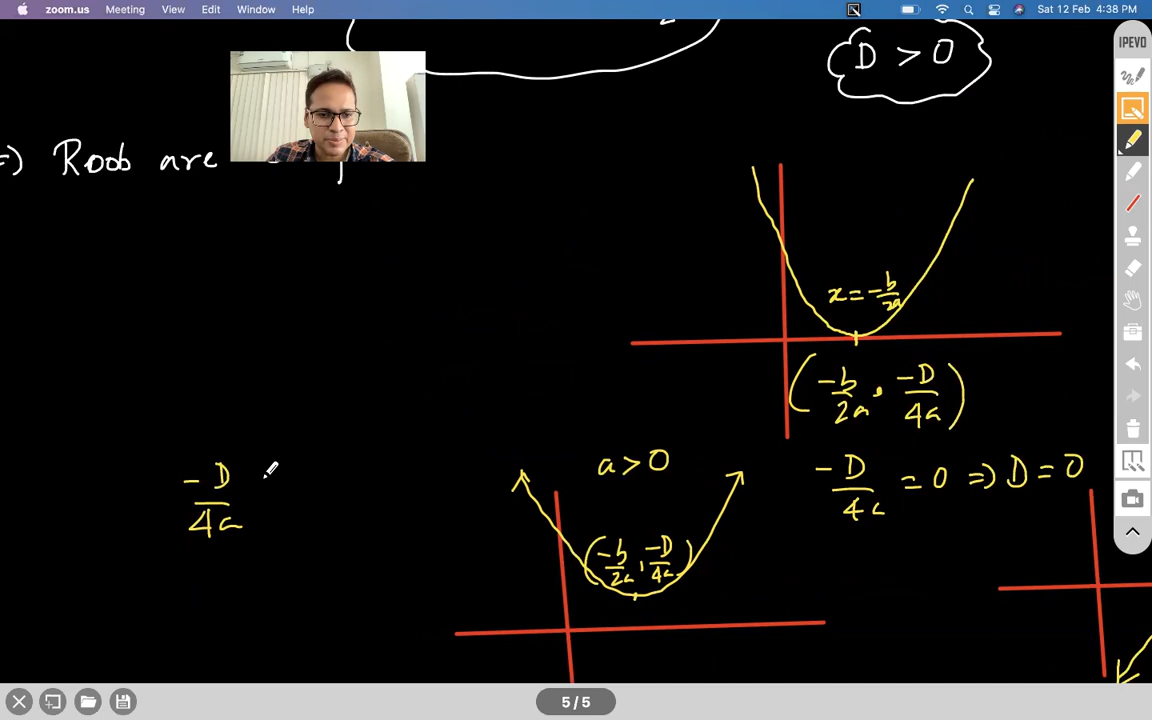 zoom.us Meeting View Edit Window Help Sat 12 Feb 4:38 PM
IPEVO
D > 0
⇒) Roots are
x = -b/2a
(-b/2a, -D/4a)
a > 0
-D/4a = 0 ⇒ D = 0
-D/4a
(-b/2a, -D/4a)
5 / 5